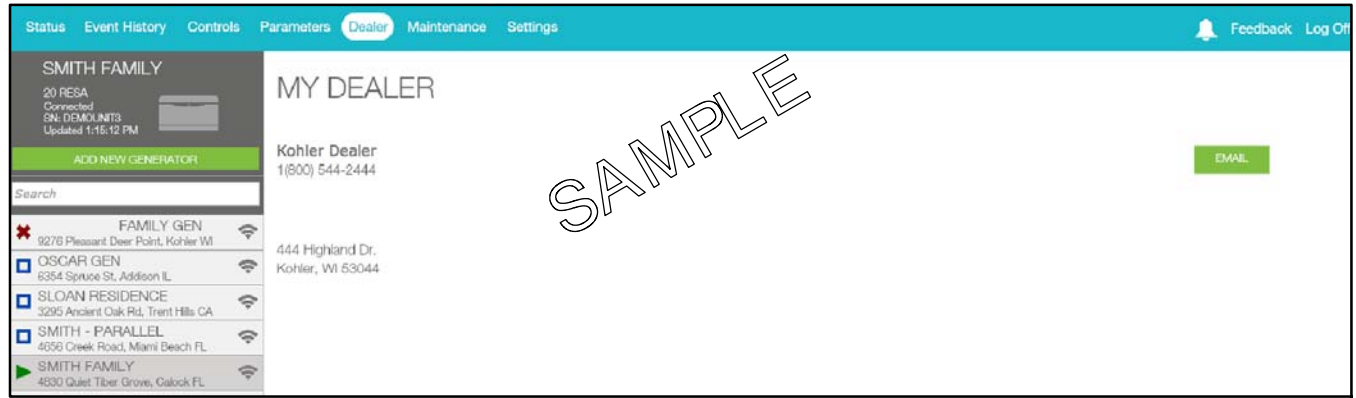 Status Event History Controls Parameters Dealer Maintenance Settings Feedback Log Off
SMITH FAMILY
20 RESA
Connected
SN: DEMOUNIT3
Updated 1:15:12 PM
ADD NEW GENERATOR
Search
FAMILY GEN
9276 Pleasant Deer Point, Kohler WI
OSCAR GEN
6354 Spruce St, Addison IL
SLOAN RESIDENCE
3295 Ancient Oak Rd, Trent Hills CA
SMITH - PARALLEL
4656 Creek Road, Miami Beach FL
SMITH FAMILY
4830 Quiet Tiber Grove, Calock FL
MY DEALER
SAMPLE
Kohler Dealer
1(800) 544-2444
EMAIL
444 Highland Dr.
Kohler, WI 53044